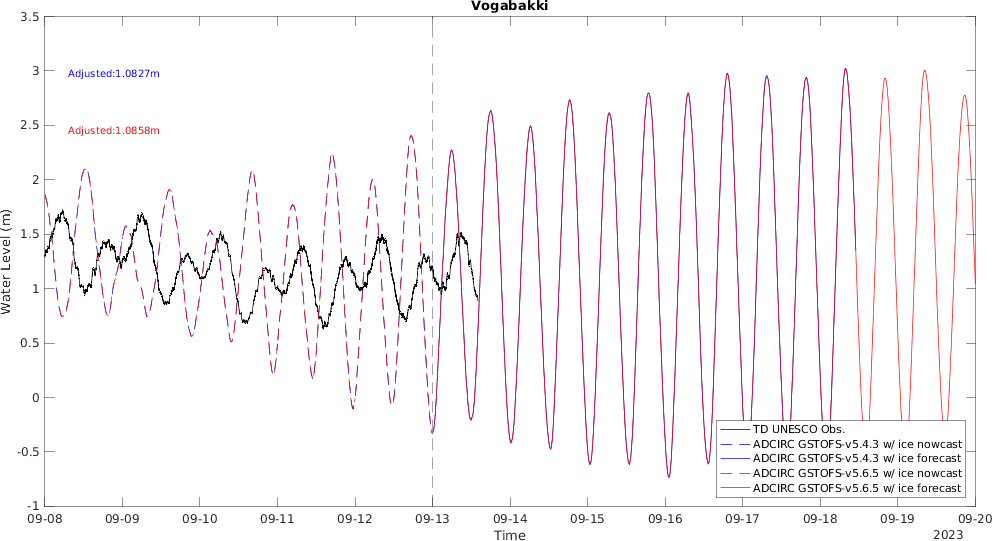 Vogabakki
3.5
3
2.5
2
1.5
1
0.5
0
-0.5
-1
Water Level (m)
Adjusted:1.0827m
Adjusted:1.0858m
TD UNESCO Obs.
ADCIRC GSTOFS-v5.4.3 w/ ice nowcast
ADCIRC GSTOFS-v5.4.3 w/ ice forecast
ADCIRC GSTOFS-v5.6.5 w/ ice nowcast
ADCIRC GSTOFS-v5.6.5 w/ ice forecast
09-08 09-09 09-10 09-11 09-12 09-13 09-14 09-15 09-16 09-17 09-18 09-19 09-20
Time 2023